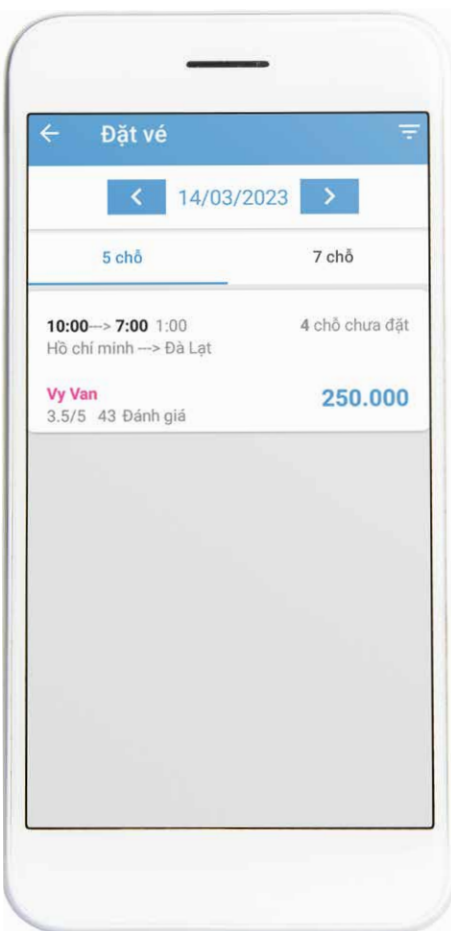 Đặt vé
14/03/2023
5 chỗ 7 chỗ
10:00---> 7:00 1:00 4 chỗ chưa đặt
Hồ chí minh ---> Đà Lạt
Vy Van 250.000
3.5/5 43 Đánh giá